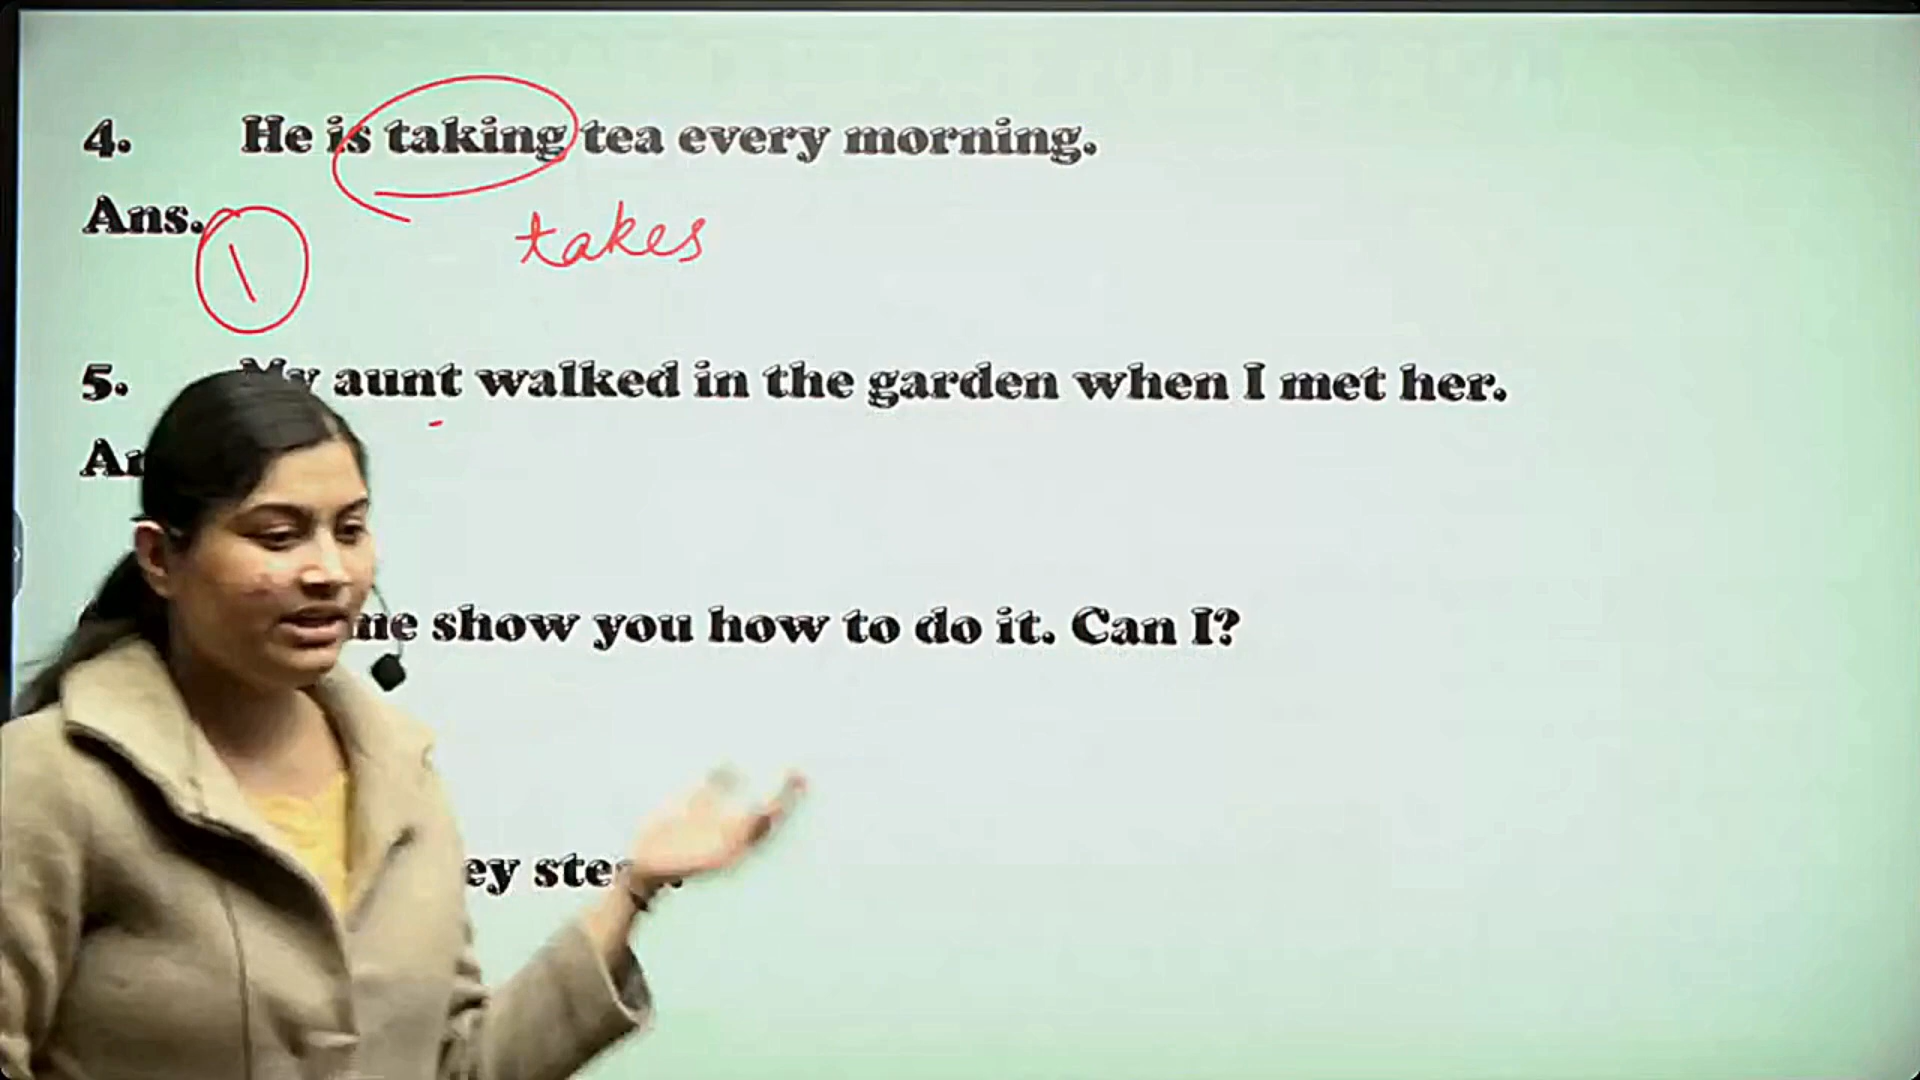 4. He is taking tea every morning.
Ans.
1 takes
5. My aunt walked in the garden when I met her.
show you how to do it. Can I?